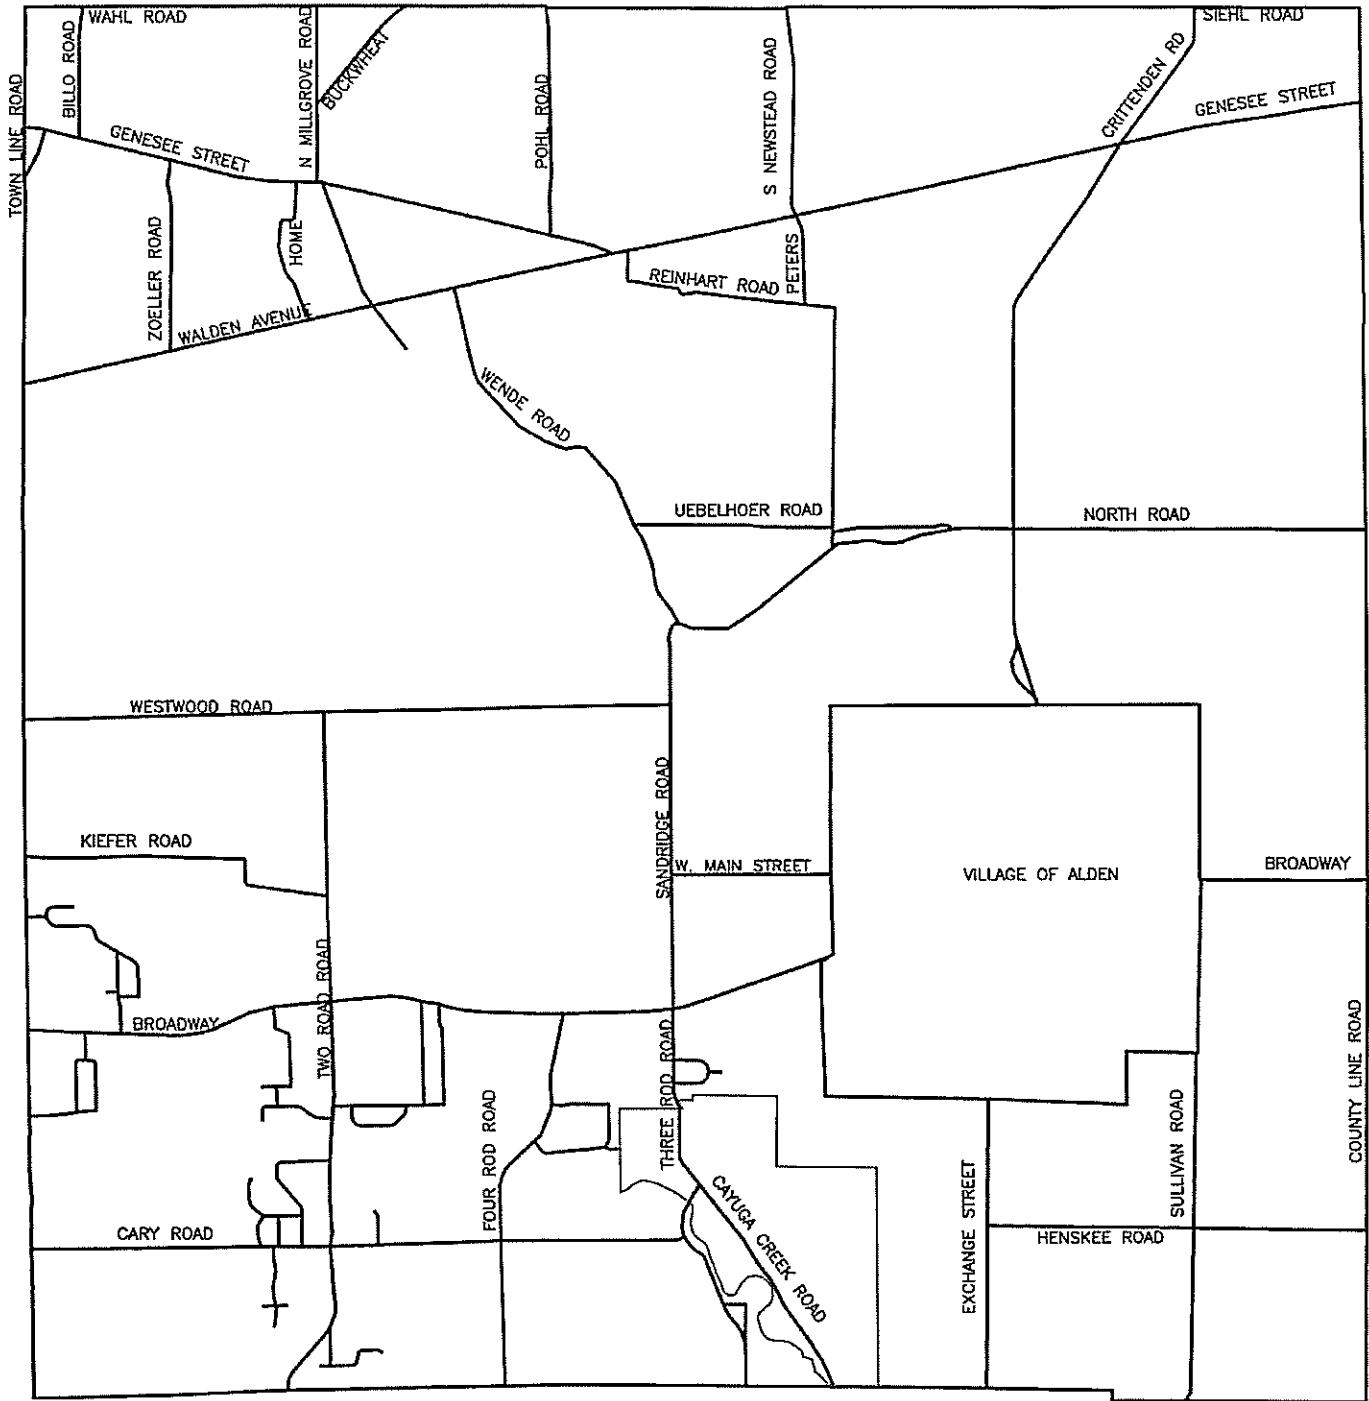 WAHL ROAD
SIEHL ROAD
BILLO ROAD
N MILLGROVE ROAD
BUCKWHEAT
TOWN LINE ROAD
POHL ROAD
S NEWSTEAD ROAD
CRITTENDEN RD
GENESEE STREET
GENESEE STREET
ZOELLER ROAD
HOME
PETERS
REINHART ROAD
WALDEN AVENUE
WENDE ROAD
UEBELHOER ROAD
NORTH ROAD
WESTWOOD ROAD
SANDRIDGE ROAD
KIEFER ROAD
W. MAIN STREET
VILLAGE OF ALDEN
BROADWAY
TWO ROAD ROAD
BROADWAY
THREE ROD ROAD
COUNTY LINE ROAD
FOUR ROD ROAD
SULLIVAN ROAD
EXCHANGE STREET
CAYUGA CREEK ROAD
CARY ROAD
HENSKEE ROAD